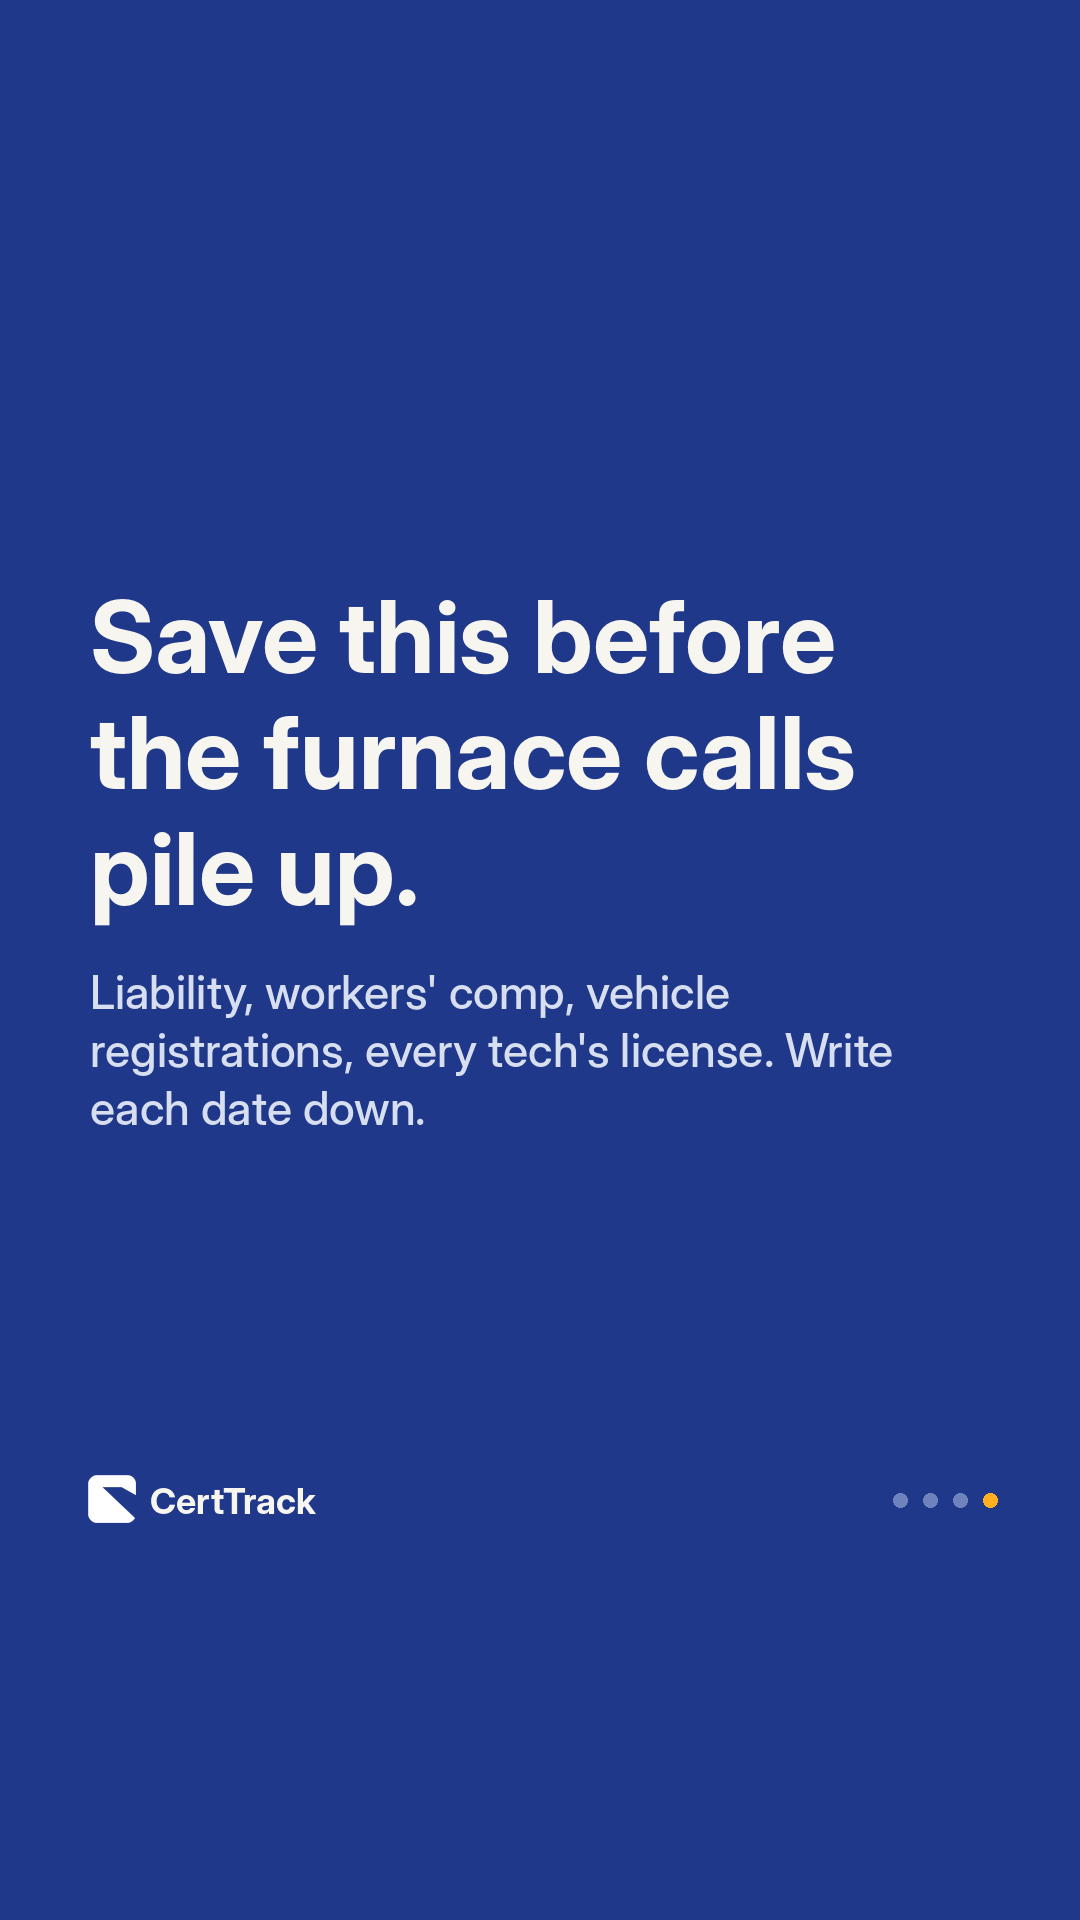 Save this before
the furnace calls
pile up.
Liability, workers' comp, vehicle
registrations, every tech's license. Write
each date down.
CertTrack